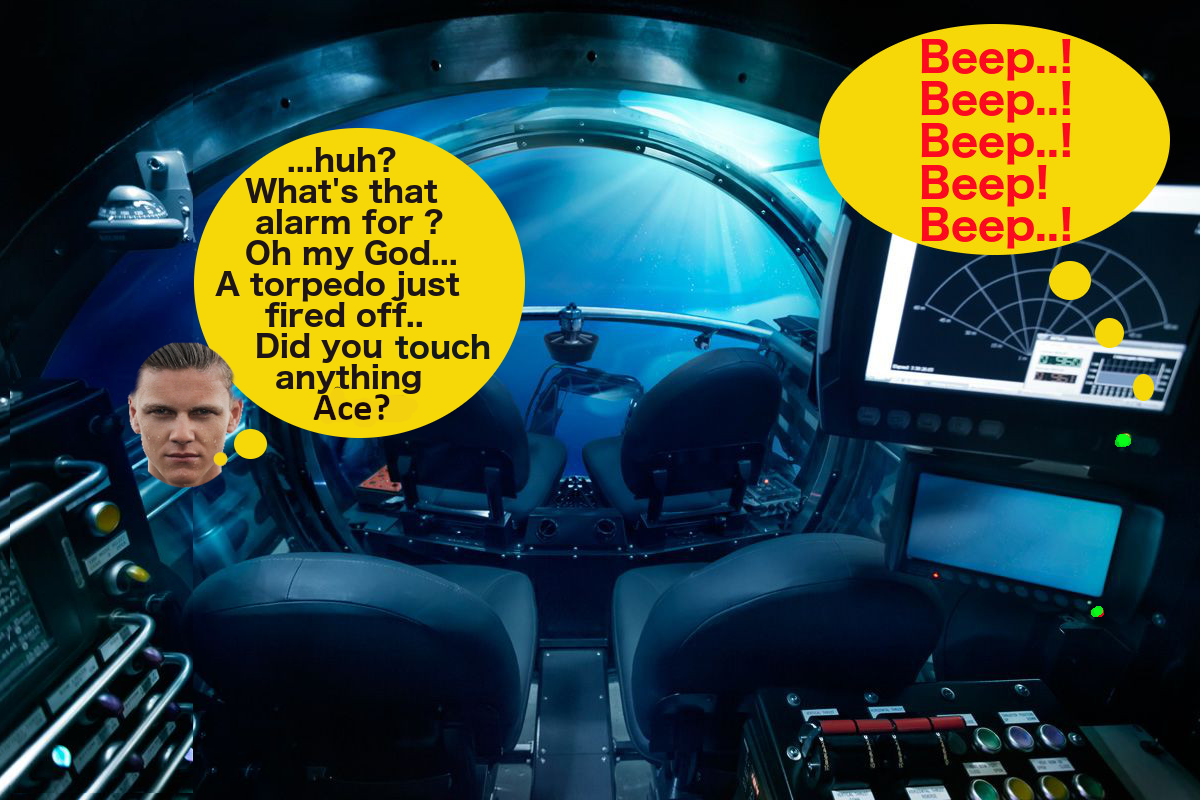 ...huh?
What's that
alarm for ?
Oh my God...
A torpedo just
fired off..
Did you touch
anything
Ace?
Beep..!
Beep..!
Beep..!
Beep!
Beep..!